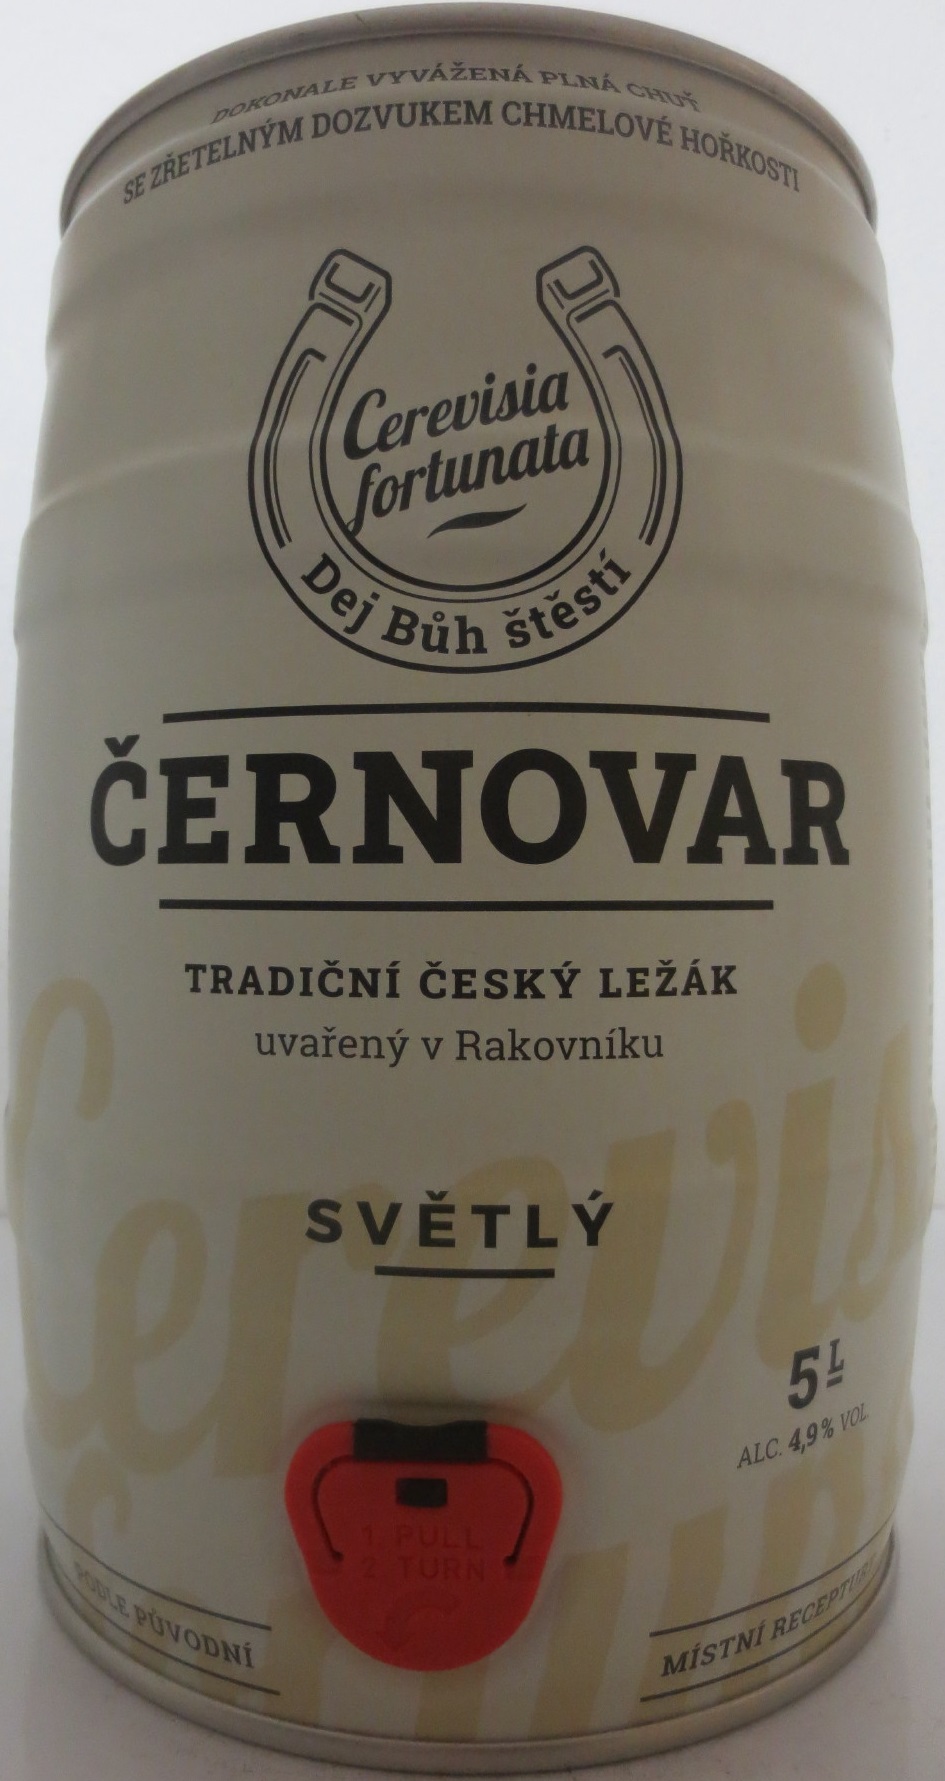 DOKONALE VYVÁŽENÁ PLNÁ CHUŤ
SE ZŘETELNÝM DOZVUKEM CHMELOVÉ HOŘKOSTI
Cerevisia
fortunata
Dej Bůh štěstí
ČERNOVAR
TRADIČNÍ ČESKÝ LEŽÁK
uvařený v Rakovníku
SVĚTLÝ
5L
ALC. 4,9% VOL.
1. PULL
2 TURN
PODLE PŮVODNÍ
MÍSTNÍ RECEPTURY
Cerevis